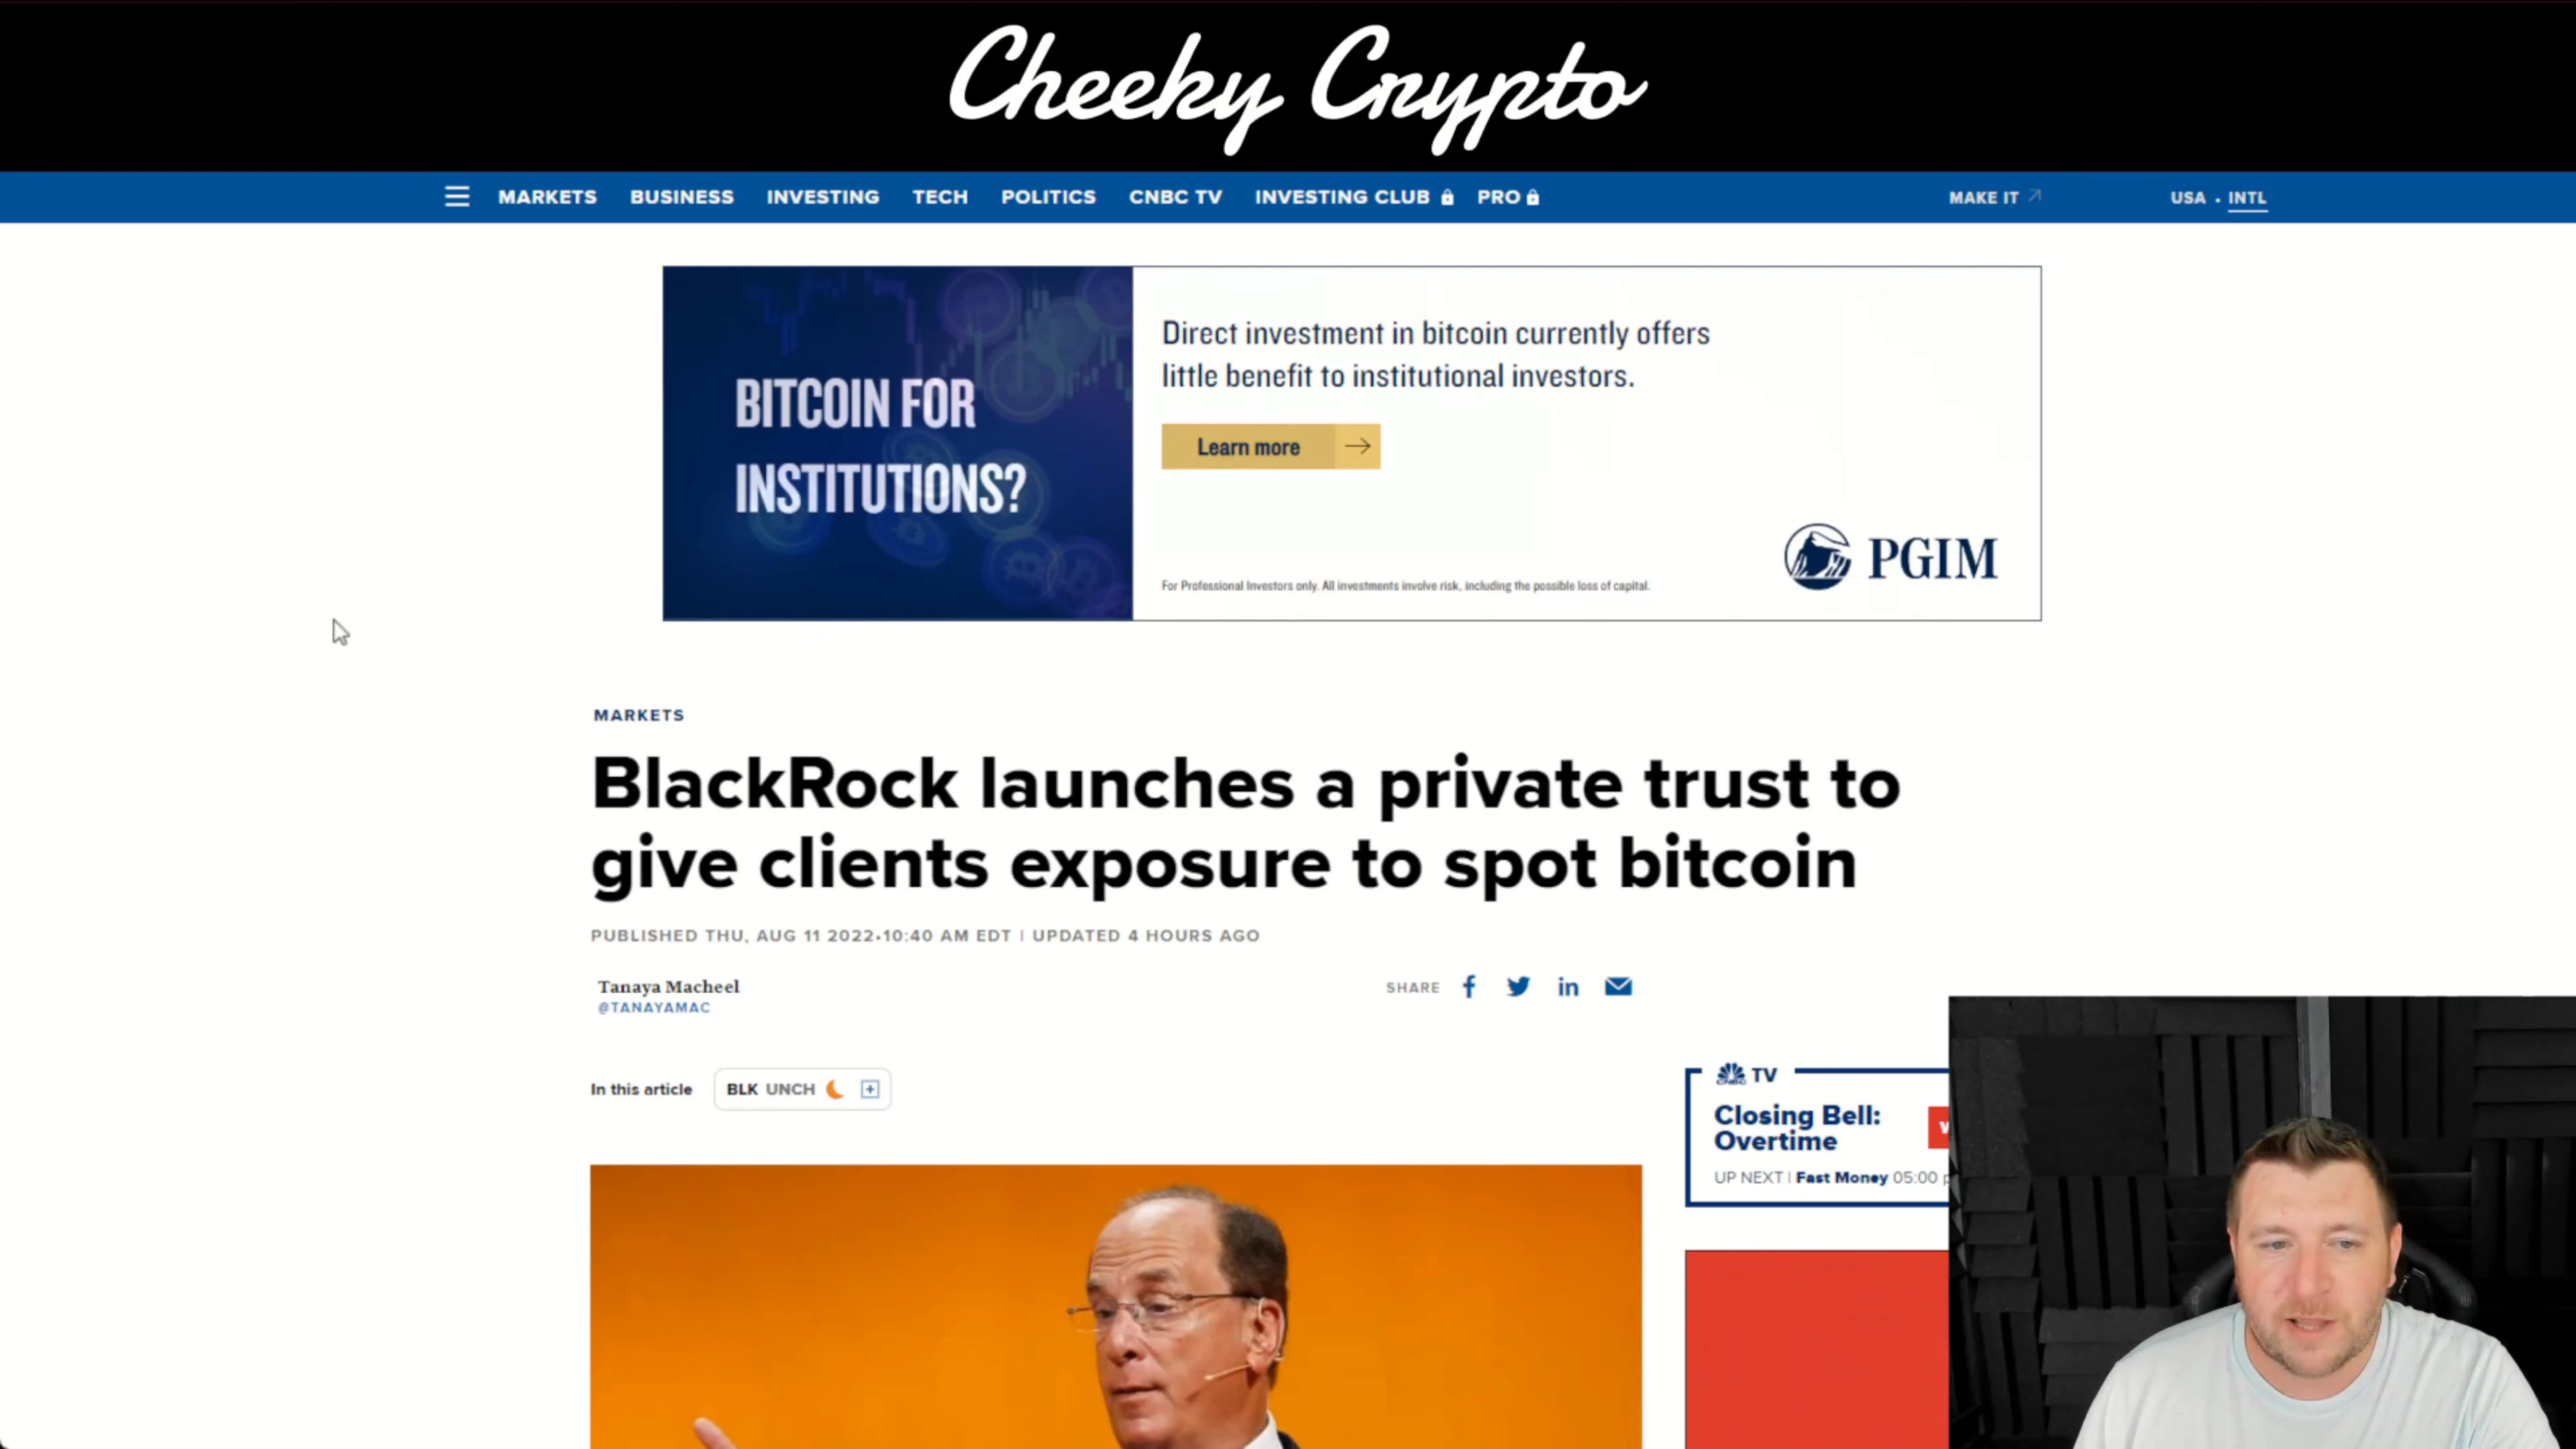 Cheeky Crypto
MARKETS BUSINESS INVESTING TECH POLITICS CNBC TV INVESTING CLUB PRO MAKE IT USA • INTL
BITCOIN FOR
INSTITUTIONS?
Direct investment in bitcoin currently offers
little benefit to institutional investors.
Learn more
For Professional Investors only. All investments involve risk, including the possible loss of capital.
PGIM
MARKETS
BlackRock launches a private trust to
give clients exposure to spot bitcoin
PUBLISHED THU, AUG 11 2022•10:40 AM EDT | UPDATED 4 HOURS AGO
Tanaya Macheel
@TANAYAMAC
SHARE
In this article BLK UNCH
CNBC TV
Closing Bell:
Overtime
UP NEXT | Fast Money 05:00